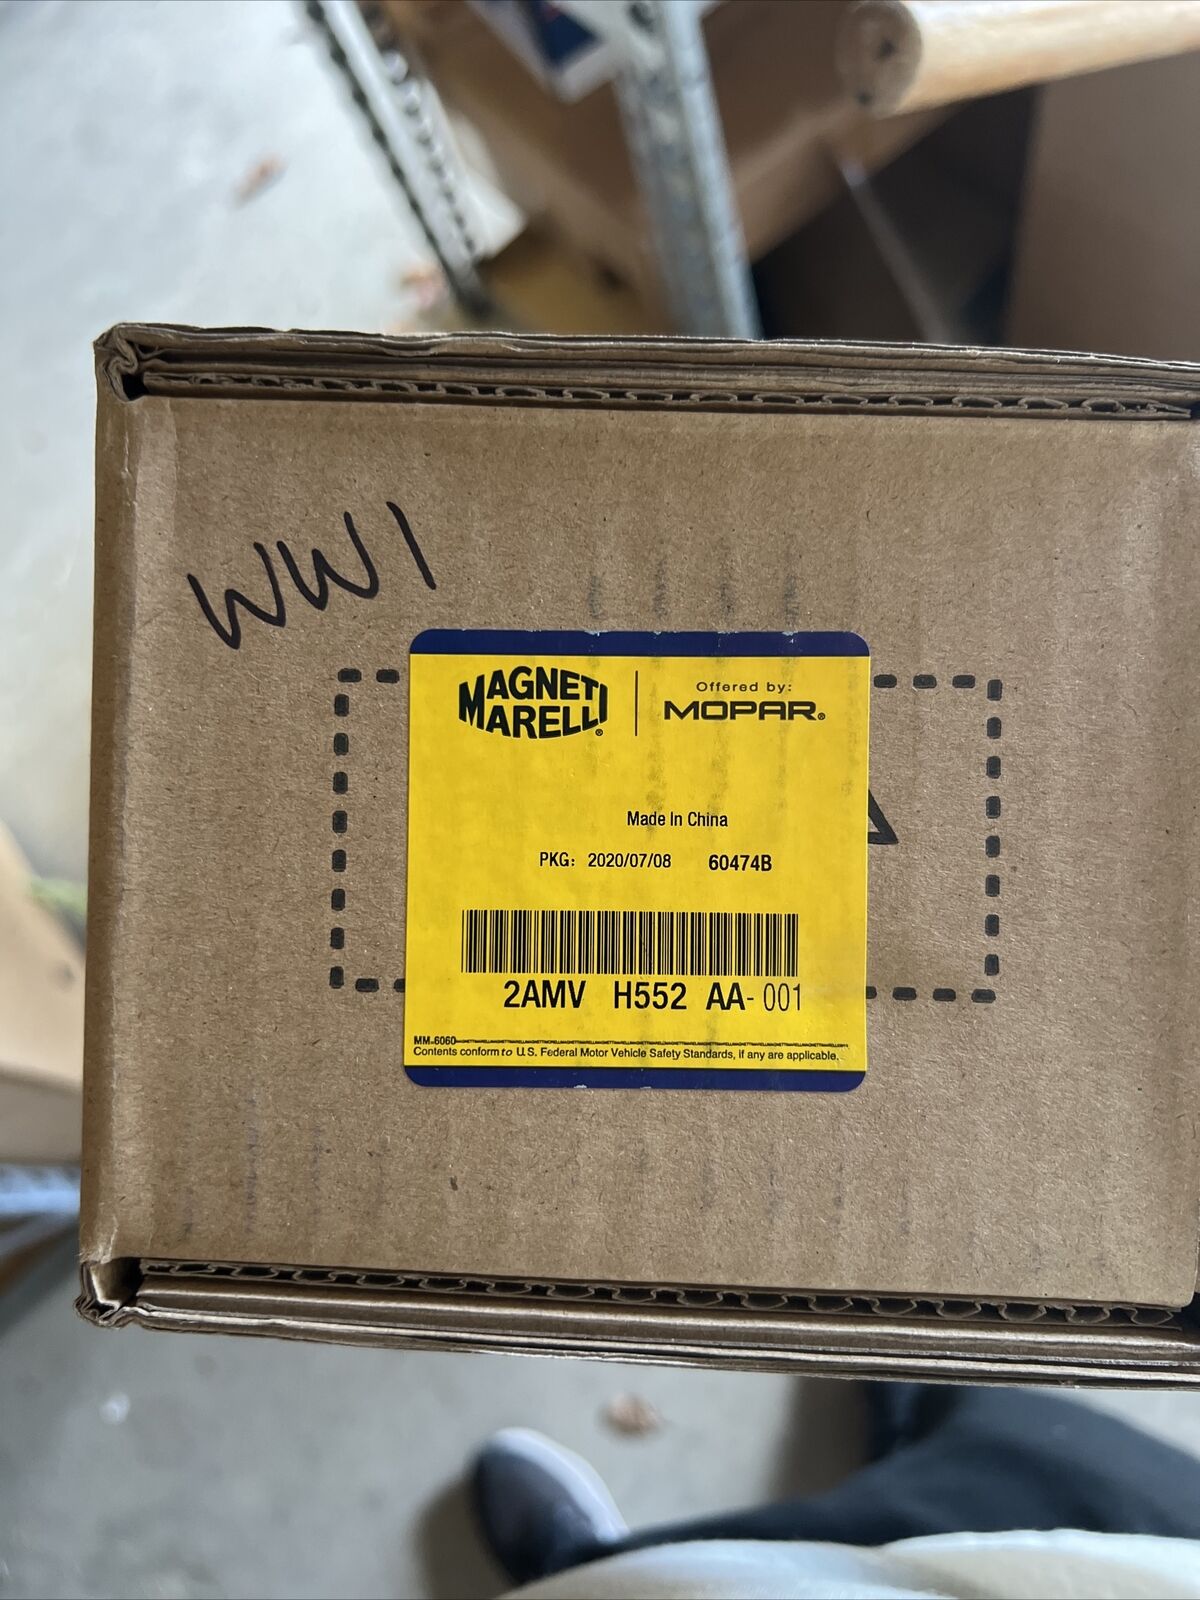 WW1
MAGNETI
MARELLI®
Offered by:
MOPAR®
Made In China
PKG: 2020/07/08 60474B
2AMV H552 AA-001
MM-6060
Contents conform to U.S. Federal Motor Vehicle Safety Standards, if any are applicable.